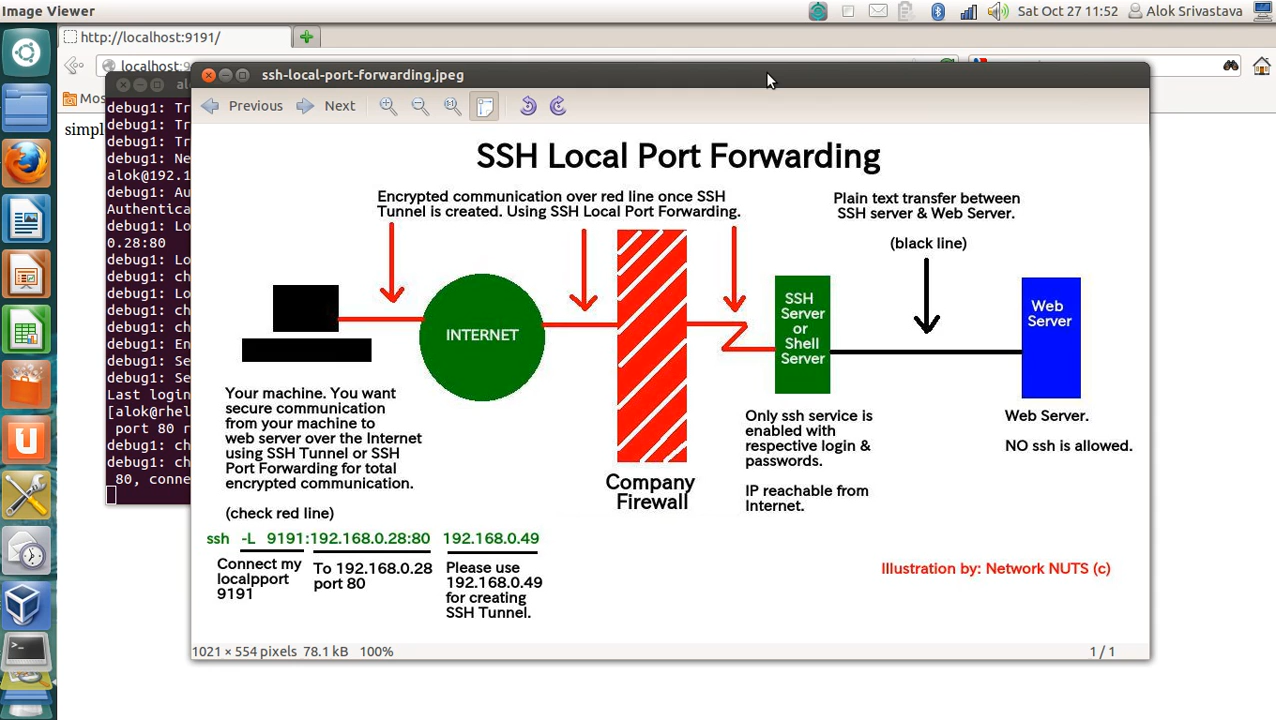 Image Viewer
Sat Oct 27 11:52 Alok Srivastava
http://localhost:9191/
ssh-local-port-forwarding.jpeg
Previous Next
SSH Local Port Forwarding
Encrypted communication over red line once SSH
Tunnel is created. Using SSH Local Port Forwarding.
Plain text transfer between
SSH server & Web Server.
(black line)
INTERNET
SSH
Server
or
Shell
Server
Web
Server
Your machine. You want
secure communication
from your machine to
web server over the Internet
using SSH Tunnel or SSH
Port Forwarding for total
encrypted communication.
(check red line)
Company
Firewall
Only ssh service is
enabled with
respective login &
passwords.
IP reachable from
Internet.
Web Server.
NO ssh is allowed.
ssh -L 9191:192.168.0.28:80 192.168.0.49
Connect my
localpport
9191
To 192.168.0.28
port 80
Please use
192.168.0.49
for creating
SSH Tunnel.
Illustration by: Network NUTS (c)
1021 × 554 pixels 78.1 kB 100%
1 / 1
debug1:
debug1:
debug1:
debug1:
debug1:
debug1:
0.28:80
debug1:
debug1:
debug1:
debug1:
debug1:
debug1:
debug1:
debug1:
Last login
[alok@rhel
port 80
debug1:
debug1:
80,